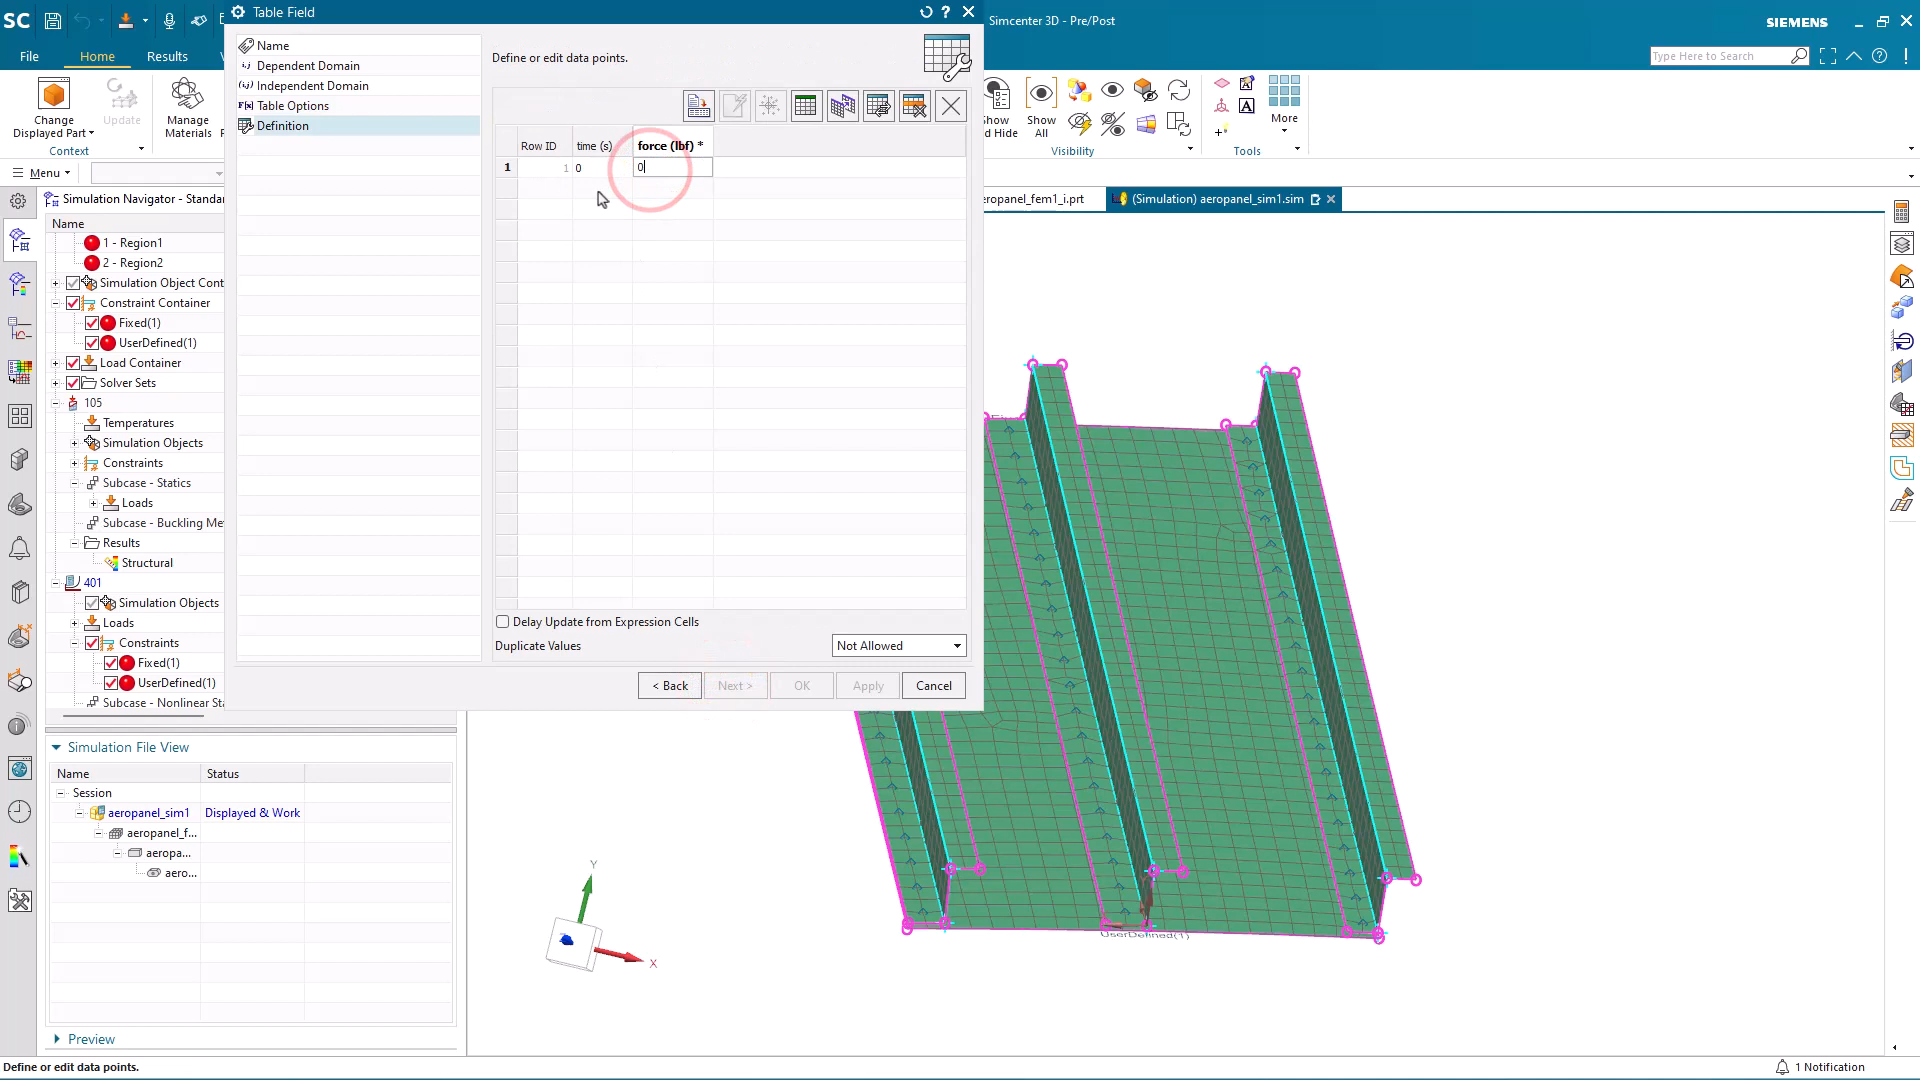 SC
Table Field
Simcenter 3D - Pre/Post
SIEMENS
File
Home
Results
Type Here to Search
Change
Displayed Part
Update
Manage
Materials
Context
Show
All
More
Visibility
Tools
Menu
Name
Dependent Domain
Independent Domain
Table Options
Definition
Define or edit data points.
Row ID
time (s)
force (lbf) *
1
1
0
0
Delay Update from Expression Cells
Duplicate Values
Not Allowed
< Back
Next >
OK
Apply
Cancel
(Simulation) aeropanel_sim1.sim
Simulation Navigator - Standar
Name
1 - Region1
2 - Region2
Simulation Object Cont
Constraint Container
Fixed(1)
UserDefined(1)
Load Container
Solver Sets
105
Temperatures
Simulation Objects
Constraints
Subcase - Statics
Loads
Subcase - Buckling Me
Results
Structural
401
Simulation Objects
Loads
Constraints
Fixed(1)
UserDefined(1)
Subcase - Nonlinear Sta
Simulation File View
Name
Status
Session
aeropanel_sim1
Displayed & Work
aeropanel_f...
aeropa...
aero...
Preview
Y
X
UserDefined(1)
Define or edit data points.
1 Notification